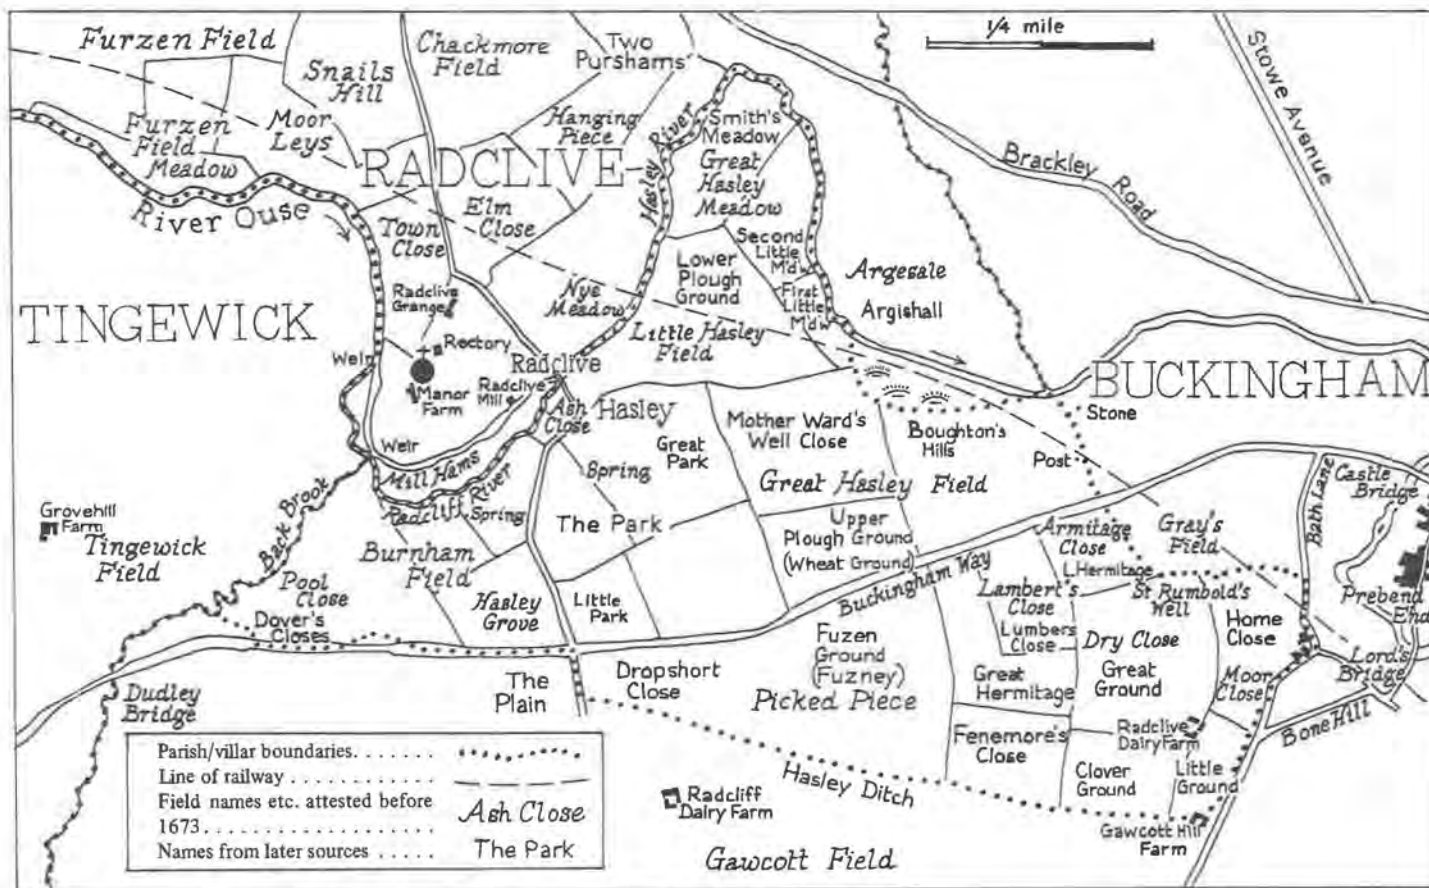 Furzen Field
Snails
Hill
Chackmore
Field
Two
Purshams
1/4 mile
Stowe Avenue
Furzen
Field
Meadow
Moor
Leys
Hanging
Piece
Hasley River
Smith's
Meadow
Great
Hasley
Meadow
Brackley
Road
RADCLIVE
River Ouse
Town
Close
Elm
Close
Second
Little
M'd'w
Lower
Plough
Ground
First
Little
M'd'w
Argesale
Argishall
TINGEWICK
Radclive
Grange
Nye
Meadow
Little Hasley
Field
Rectory
Weir
Manor
Farm
Radclive
Mill
Radclive
Ash
Close
Hasley
BUCKINGHAM
Stone
Mother Ward's
Well Close
Boughton's
Hills
Post
Great
Park
Weir
Mill Hams
Radcliff River
Spring
Spring
Great Hasley Field
Castle
Bridge
Bath Lane
Grovehill
Farm
Tingewick
Field
Back Brook
The Park
Upper
Plough Ground
(Wheat Ground)
Armitage
Close
Gray's
Field
L. Hermitage
Burnham
Field
Pool
Close
Dover's
Closes
Hasley
Grove
Little
Park
Buckingham Way
Lambert's
Close
St Rumbold's
Well
Prebend
End
Lumbers
Close
Dry Close
Home
Close
Fuzen
Ground
(Fuzney)
Picked Piece
Great
Hermitage
Great
Ground
Moor
Close
Lord's
Bridge
Dudley
Bridge
The
Plain
Dropshort
Close
Bone Hill
Fenemore's
Close
Radclive
Dairy Farm
Clover
Ground
Little
Ground
Hasley Ditch
Radcliff
Dairy Farm
Gawcott Hill
Farm
Gawcott Field
Parish/villar boundaries . . . . . .
Line of railway . . . . . . . . . . . .
Field names etc. attested before
1673 . . . . . . . . . . . . . . . . . . . . Ash Close
Names from later sources . . . . . The Park